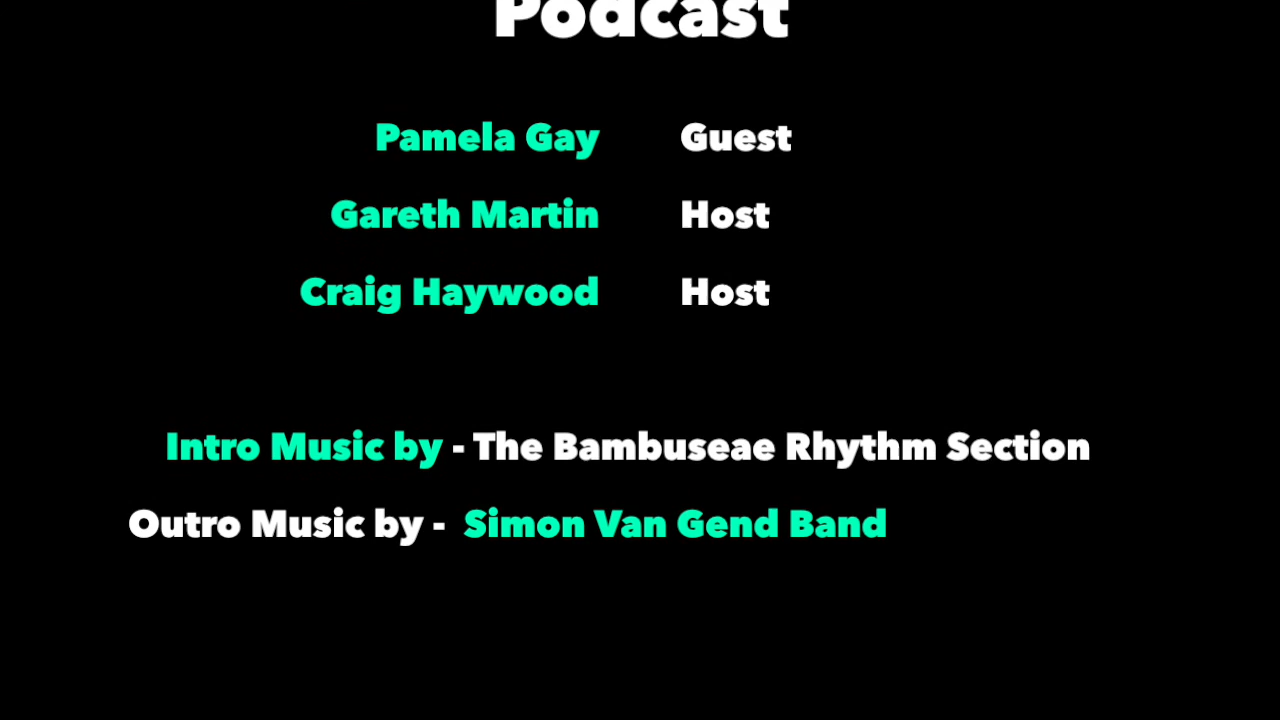 Podcast
Pamela Gay Guest
Gareth Martin Host
Craig Haywood Host
Intro Music by - The Bambuseae Rhythm Section
Outro Music by - Simon Van Gend Band